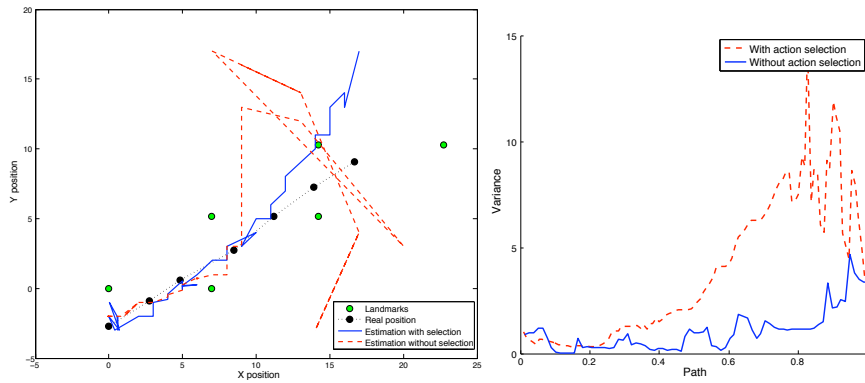 20
15
10
5
0
−5
−5
0
5
10
15
20
25
Y position
X position
Landmarks
Real position
Estimation with selection
Estimation without selection
15
10
5
0
0
0.2
0.4
0.6
0.8
Variance
Path
With action selection
Without action selection